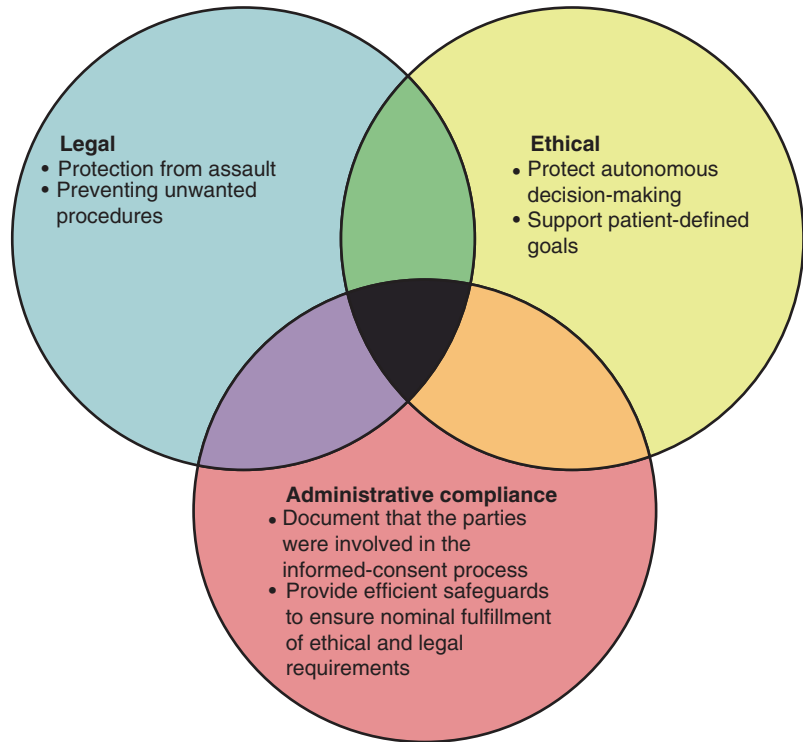 Legal
• Protection from assault
• Preventing unwanted
procedures
Ethical
• Protect autonomous
decision-making
• Support patient-defined
goals
Administrative compliance
• Document that the parties
were involved in the
informed-consent process
• Provide efficient safeguards
to ensure nominal fulfillment
of ethical and legal
requirements